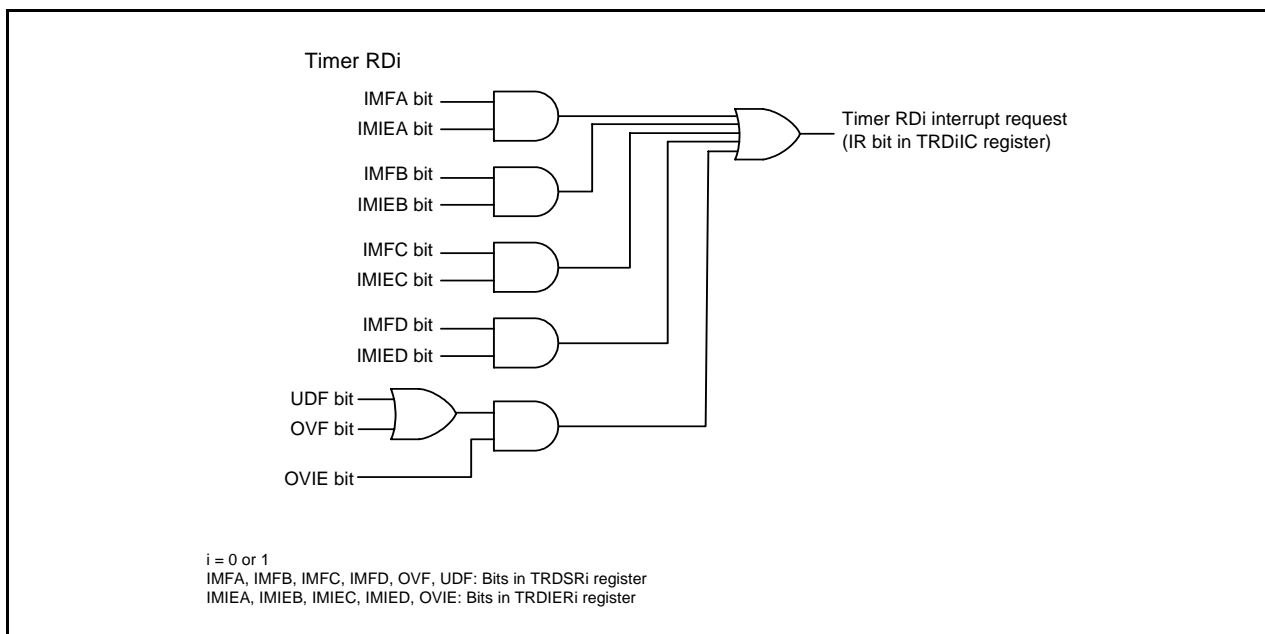 Timer RDi
IMFA bit
IMIEA bit
IMFB bit
IMIEB bit
IMFC bit
IMIEC bit
IMFD bit
IMIED bit
UDF bit
OVF bit
OVIE bit
Timer RDi interrupt request
(IR bit in TRDiIC register)
i = 0 or 1
IMFA, IMFB, IMFC, IMFD, OVF, UDF: Bits in TRDSRi register
IMIEA, IMIEB, IMIEC, IMIED, OVIE: Bits in TRDIERi register